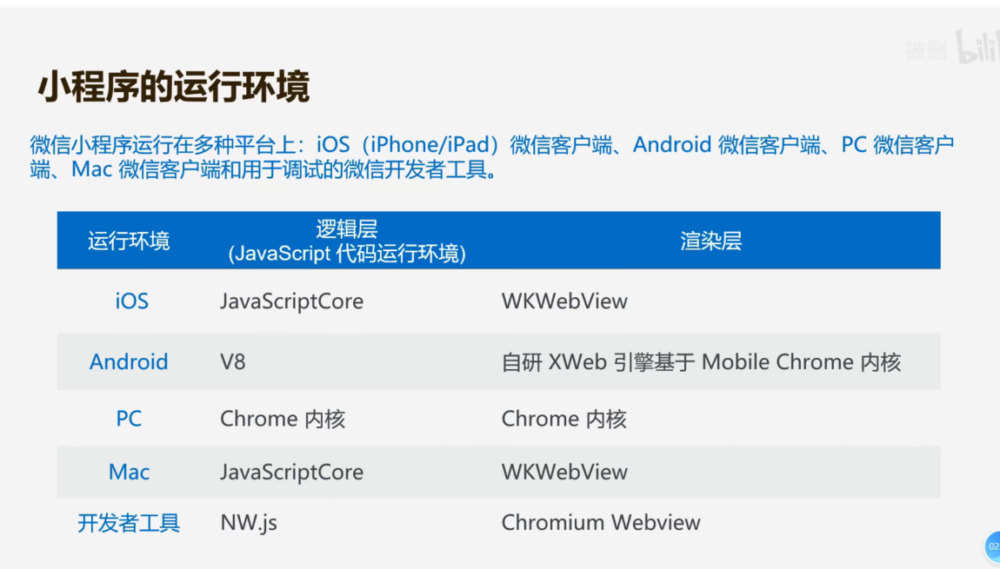 被删 bili
小程序的运行环境
微信小程序运行在多种平台上：iOS（iPhone/iPad）微信客户端、Android 微信客户端、PC 微信客户
端、Mac 微信客户端和用于调试的微信开发者工具。
运行环境 逻辑层 渲染层
(JavaScript 代码运行环境)
iOS JavaScriptCore WKWebView
Android V8 自研 XWeb 引擎基于 Mobile Chrome 内核
PC Chrome 内核 Chrome 内核
Mac JavaScriptCore WKWebView
开发者工具 NW.js Chromium Webview